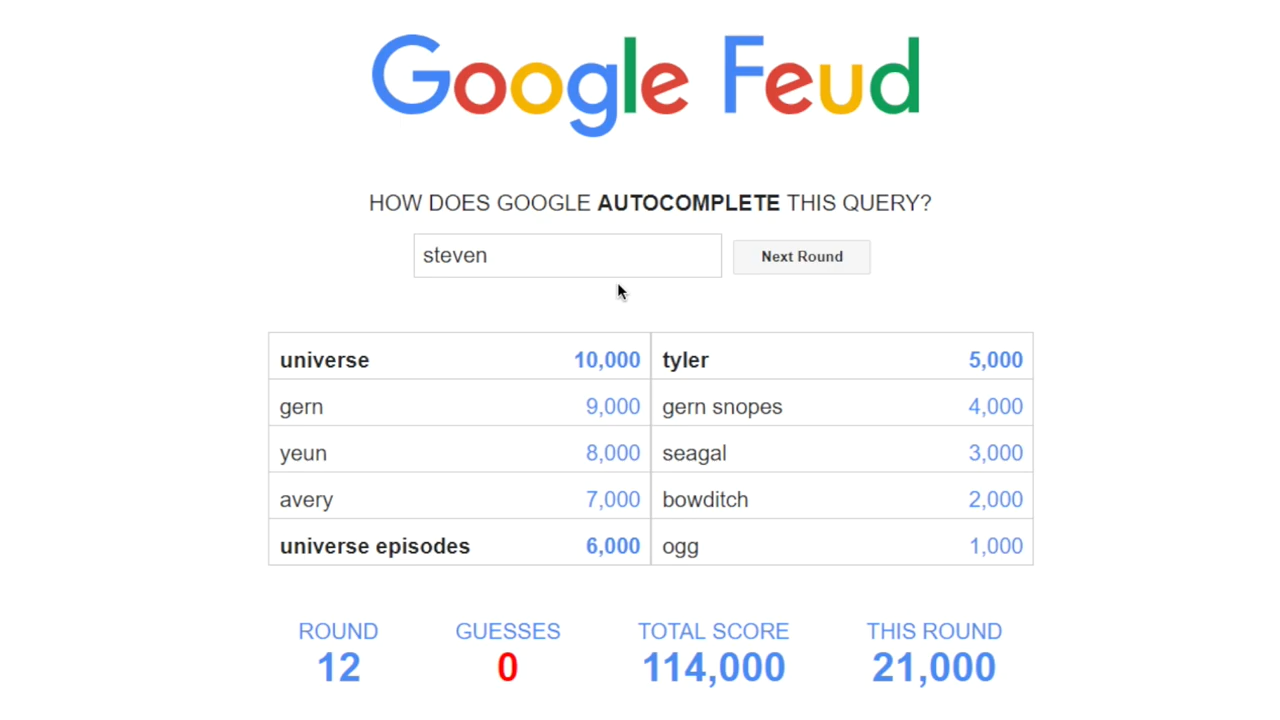 Google Feud
HOW DOES GOOGLE AUTOCOMPLETE THIS QUERY?
steven
Next Round
universe 10,000 tyler 5,000
gern 9,000 gern snopes 4,000
yeun 8,000 seagal 3,000
avery 7,000 bowditch 2,000
universe episodes 6,000 ogg 1,000
ROUND GUESSES TOTAL SCORE THIS ROUND
12 0 114,000 21,000